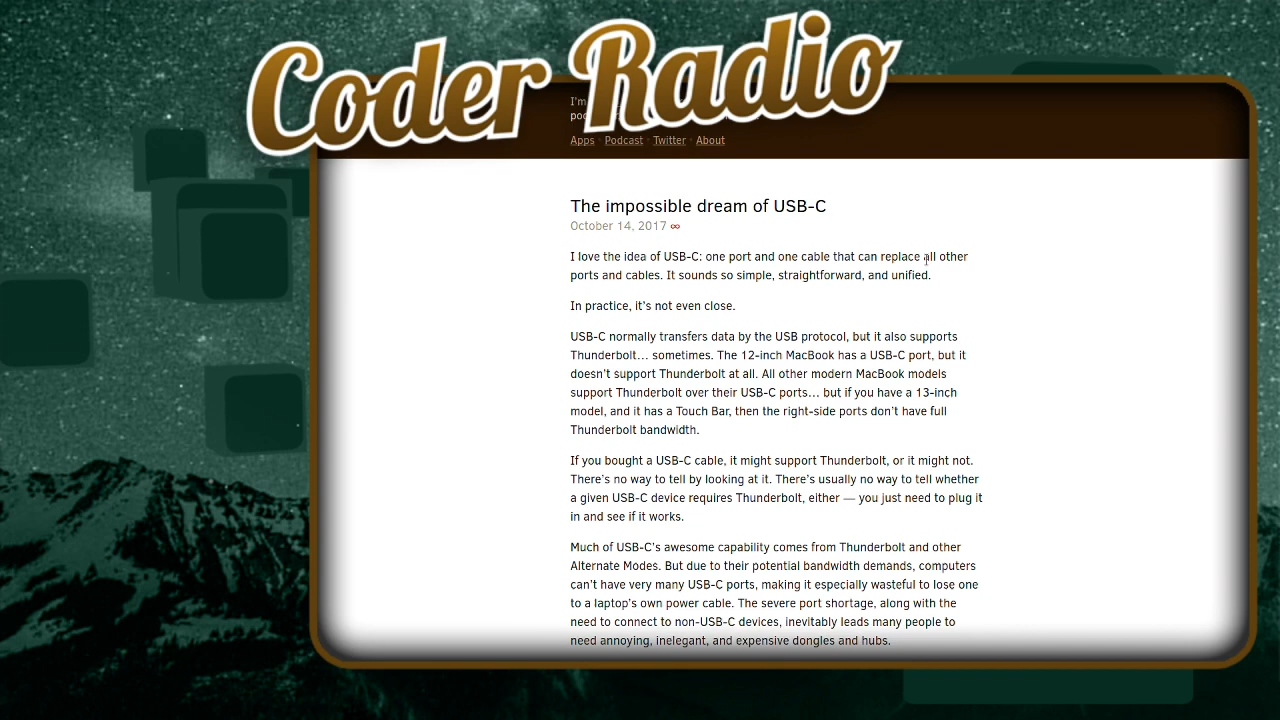 Coder Radio
I'm
Apps · Podcast · Twitter · About
The impossible dream of USB-C
October 14, 2017 ∞
I love the idea of USB-C: one port and one cable that can replace all other
ports and cables. It sounds so simple, straightforward, and unified.
In practice, it's not even close.
USB-C normally transfers data by the USB protocol, but it also supports
Thunderbolt… sometimes. The 12-inch MacBook has a USB-C port, but it
doesn't support Thunderbolt at all. All other modern MacBook models
support Thunderbolt over their USB-C ports… but if you have a 13-inch
model, and it has a Touch Bar, then the right-side ports don't have full
Thunderbolt bandwidth.
If you bought a USB-C cable, it might support Thunderbolt, or it might not.
There's no way to tell by looking at it. There's usually no way to tell whether
a given USB-C device requires Thunderbolt, either — you just need to plug it
in and see if it works.
Much of USB-C's awesome capability comes from Thunderbolt and other
Alternate Modes. But due to their potential bandwidth demands, computers
can't have very many USB-C ports, making it especially wasteful to lose one
to a laptop's own power cable. The severe port shortage, along with the
need to connect to non-USB-C devices, inevitably leads many people to
need annoying, inelegant, and expensive dongles and hubs.